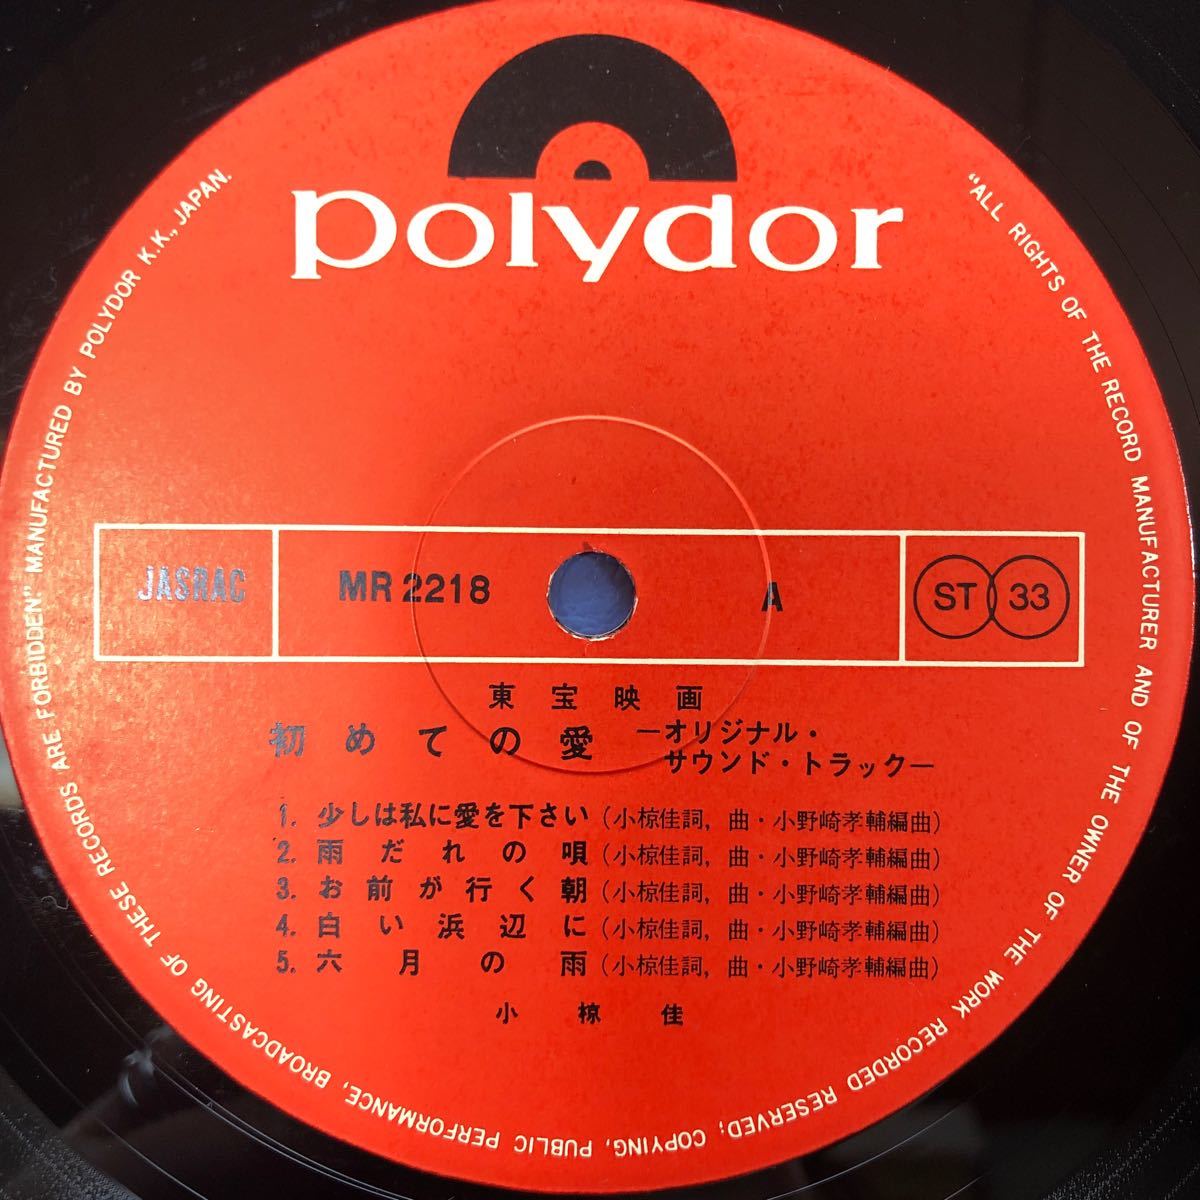 polydor
JASRAC
MR 2218
A
ST 33
東宝映画
初めての愛 ―オリジナル・
サウンド・トラック―
1. 少しは私に愛を下さい (小椋佳詞, 曲・小野崎孝輔編曲)
2. 雨だれの唄 (小椋佳詞, 曲・小野崎孝輔編曲)
3. お前が行く朝 (小椋佳詞, 曲・小野崎孝輔編曲)
4. 白い浜辺に (小椋佳詞, 曲・小野崎孝輔編曲)
5. 六月の雨 (小椋佳詞, 曲・小野崎孝輔編曲)
小椋佳
"ALL RIGHTS OF THE RECORD MANUFACTURER AND OF THE OWNER OF THE WORK RECORDED RESERVED; COPYING, PUBLIC PERFORMANCE, BROADCASTING OF THESE RECORDS ARE FORBIDDEN" MANUFACTURED BY POLYDOR K.K., JAPAN.